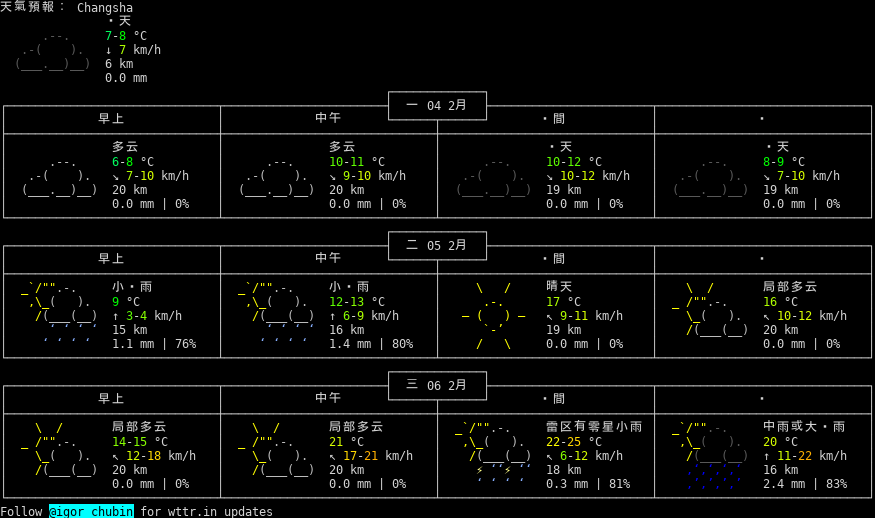 天氣預報： Changsha
・天
7-8 °C
↓ 7 km/h
6 km
0.0 mm
一 04 2月
早上 中午 ・間 ・
多云 多云 ・天 ・天
6-8 °C 10-11 °C 10-12 °C 8-9 °C
↘ 7-10 km/h ↘ 9-10 km/h ↘ 10-12 km/h ↘ 7-10 km/h
20 km 20 km 19 km 19 km
0.0 mm | 0% 0.0 mm | 0% 0.0 mm | 0% 0.0 mm | 0%
二 05 2月
早上 中午 ・間 ・
小・雨 小・雨 晴天 局部多云
9 °C 12-13 °C 17 °C 16 °C
↑ 3-4 km/h ↑ 6-9 km/h ↖ 9-11 km/h ↖ 10-12 km/h
15 km 16 km 19 km 20 km
1.1 mm | 76% 1.4 mm | 80% 0.0 mm | 0% 0.0 mm | 0%
三 06 2月
早上 中午 ・間 ・
局部多云 局部多云 雷区有零星小雨 中雨或大・雨
14-15 °C 21 °C 22-25 °C 20 °C
↖ 12-18 km/h ↖ 17-21 km/h ↖ 6-12 km/h ↑ 11-22 km/h
20 km 20 km 18 km 16 km
0.0 mm | 0% 0.0 mm | 0% 0.3 mm | 81% 2.4 mm | 83%
Follow @igor_chubin for wttr.in updates